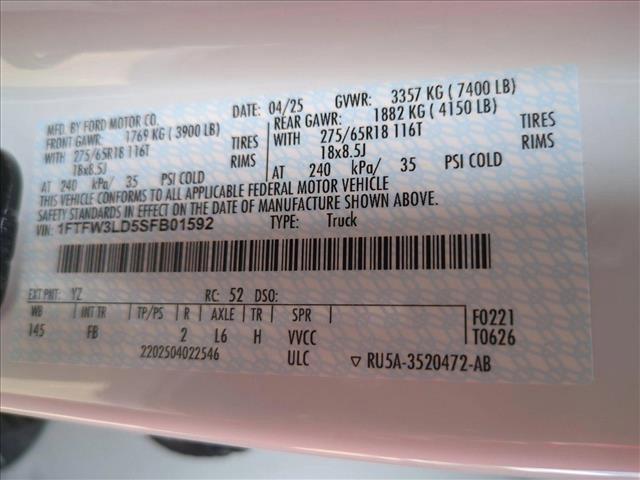 MFD. BY FORD MOTOR CO. DATE: 04/25 GVWR: 3357 KG ( 7400 LB)
FRONT GAWR: 1769 KG ( 3900 LB) REAR GAWR: 1882 KG ( 4150 LB)
WITH 275/65R18 116T TIRES WITH 275/65R18 116T TIRES
18x8.5J RIMS 18x8.5J RIMS
AT 240 kPa/ 35 PSI COLD AT 240 kPa/ 35 PSI COLD
THIS VEHICLE CONFORMS TO ALL APPLICABLE FEDERAL MOTOR VEHICLE
SAFETY STANDARDS IN EFFECT ON THE DATE OF MANUFACTURE SHOWN ABOVE.
VIN: 1FTFW3LD5SFB01592 TYPE: Truck
EXT PNT: YZ RC: 52 DSO:
WB INT TR TP/PS R AXLE TR SPR F0221
145 FB 2 L6 H VVCC T0626
2202504022546 ULC ▽ RU5A-3520472-AB